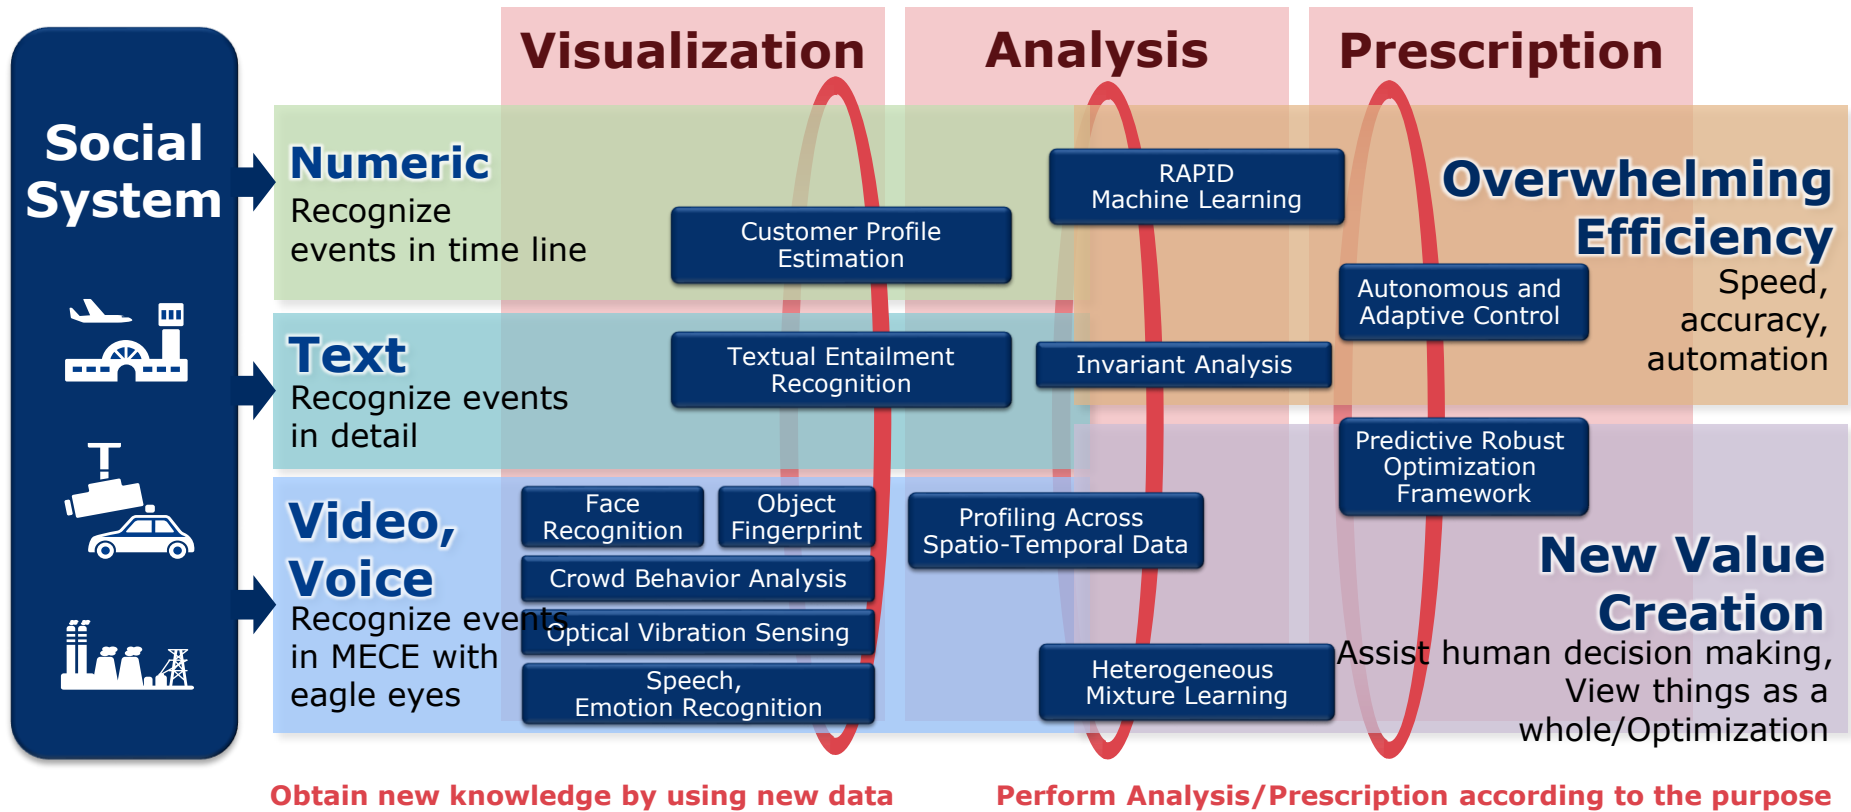 Visualization
Analysis
Prescription
Social
System
Numeric
Recognize
events in time line
Customer Profile
Estimation
RAPID
Machine Learning
Overwhelming
Efficiency
Speed,
accuracy,
automation
Autonomous and
Adaptive Control
Text
Recognize events
in detail
Textual Entailment
Recognition
Invariant Analysis
Predictive Robust
Optimization
Framework
Video,
Voice
Recognize events
in MECE with
eagle eyes
Face
Recognition
Object
Fingerprint
Crowd Behavior Analysis
Optical Vibration Sensing
Speech,
Emotion Recognition
Profiling Across
Spatio-Temporal Data
Heterogeneous
Mixture Learning
New Value
Creation
Assist human decision making,
View things as a
whole/Optimization
Obtain new knowledge by using new data
Perform Analysis/Prescription according to the purpose